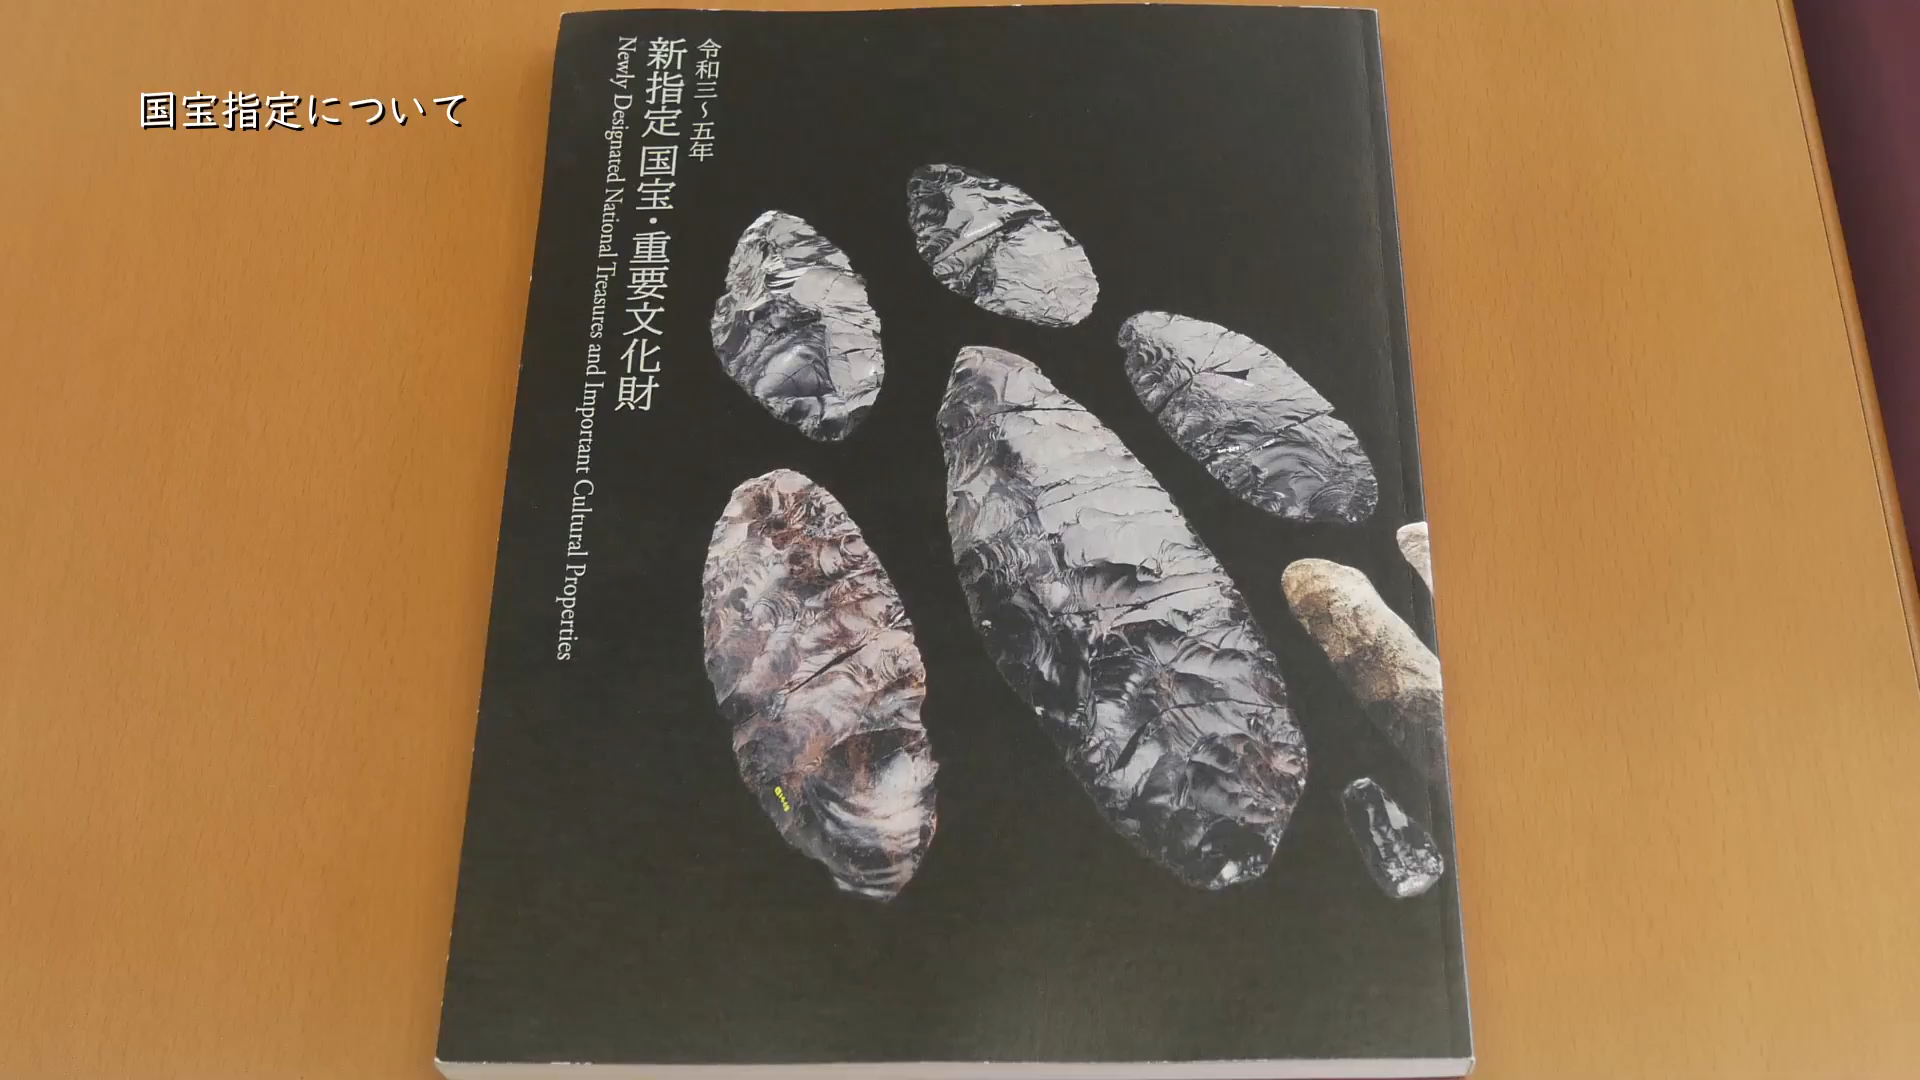 国宝指定について
令和三〜五年
新指定 国宝・重要文化財
Newly Designated National Treasures and Important Cultural Properties